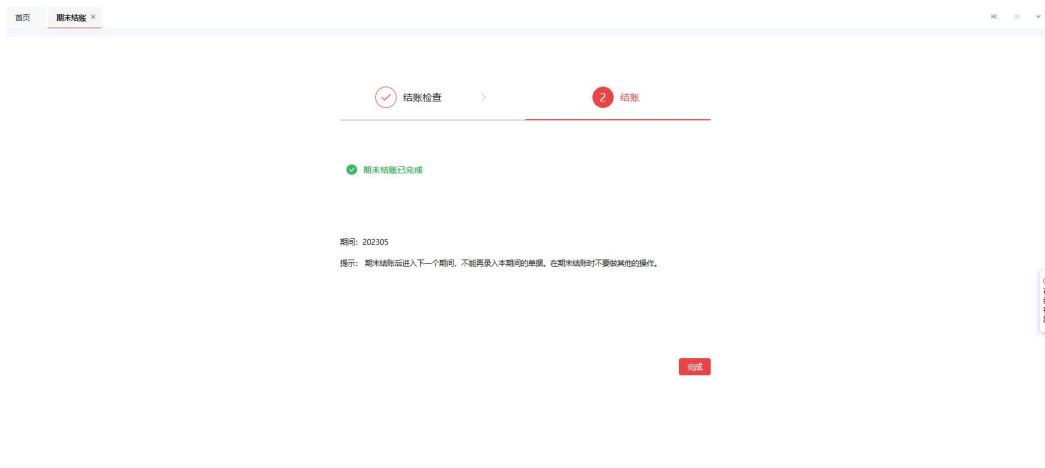 首页 期末结账 ×
结账检查 2 结账
期末结账已完成
期间: 202305
提示: 期末结账后进入下一个期间, 不能再录入本期间的单据。在期末结账时不要做其他的操作。
完成